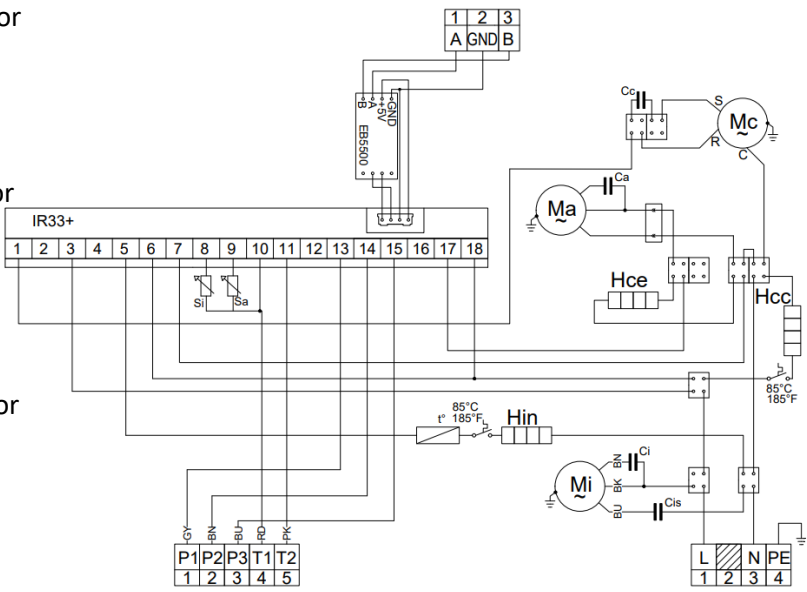 or
1 2 3
A GND B
B A +5V GND
EB5500
Cc
S
Mc
~
R
C
Ca
Ma
~
or
IR33+
1 2 3 4 5 6 7 8 9 10 11 12 13 14 15 16 17 18
Si Sa
Hce
Hcc
85°C
185°F
or
t° 85°C
185°F
Hin
BN Ci
Mi
~
BK
BU Cis
GY BN BU RD PK
P1 P2 P3 T1 T2
1 2 3 4 5
L N PE
1 2 3 4